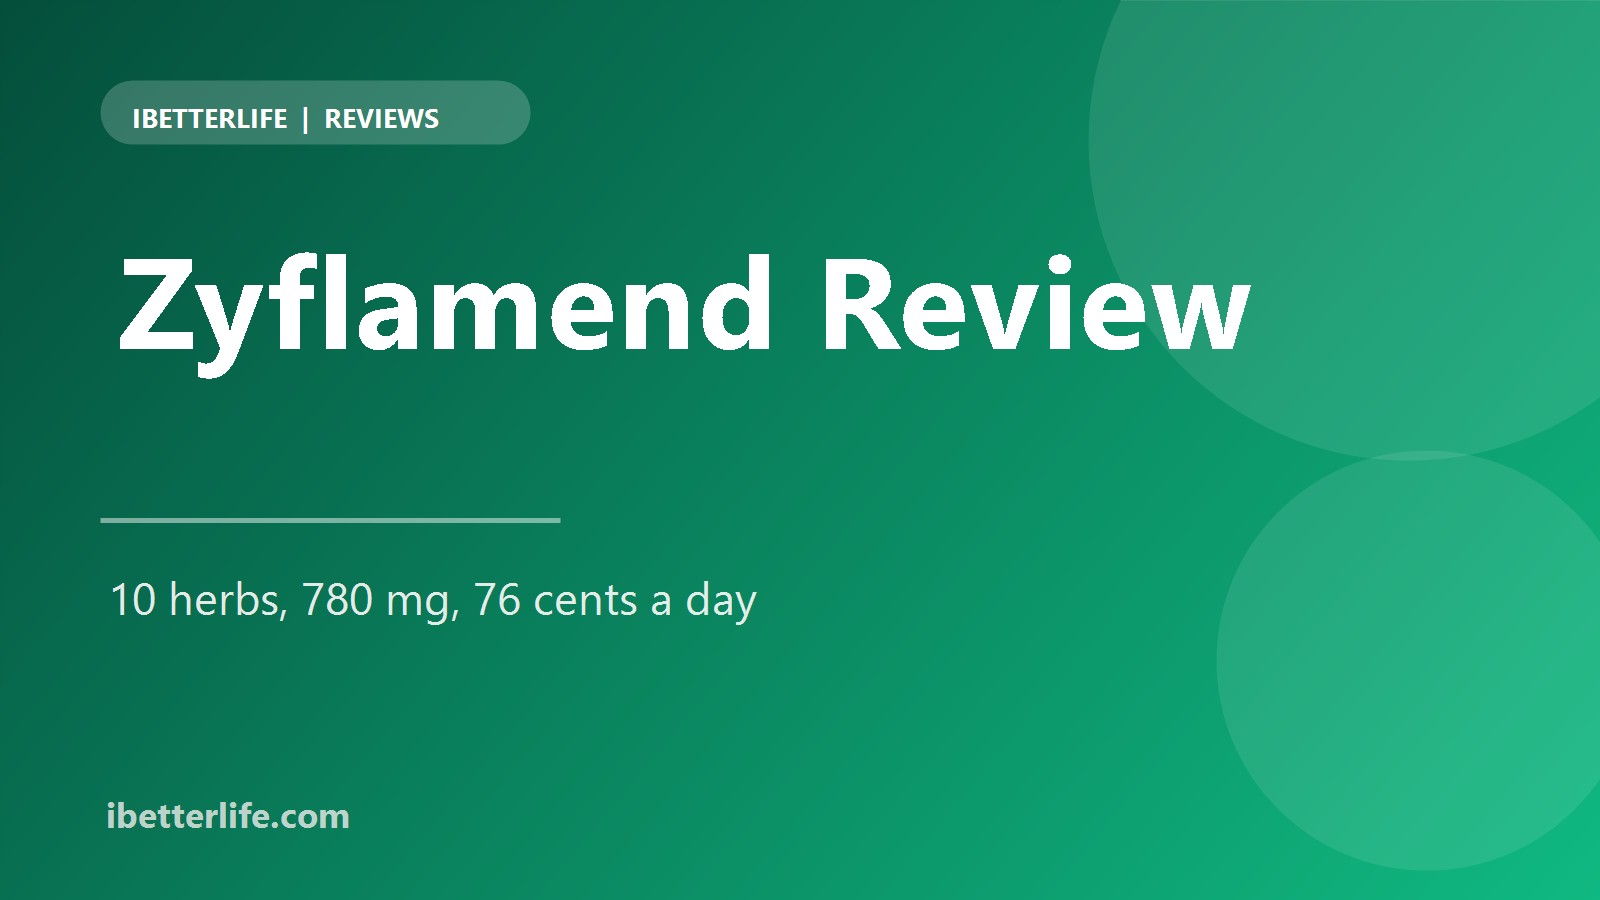 IBETTERLIFE | REVIEWS
Zyflamend Review
10 herbs, 780 mg, 76 cents a day
ibetterlife.com